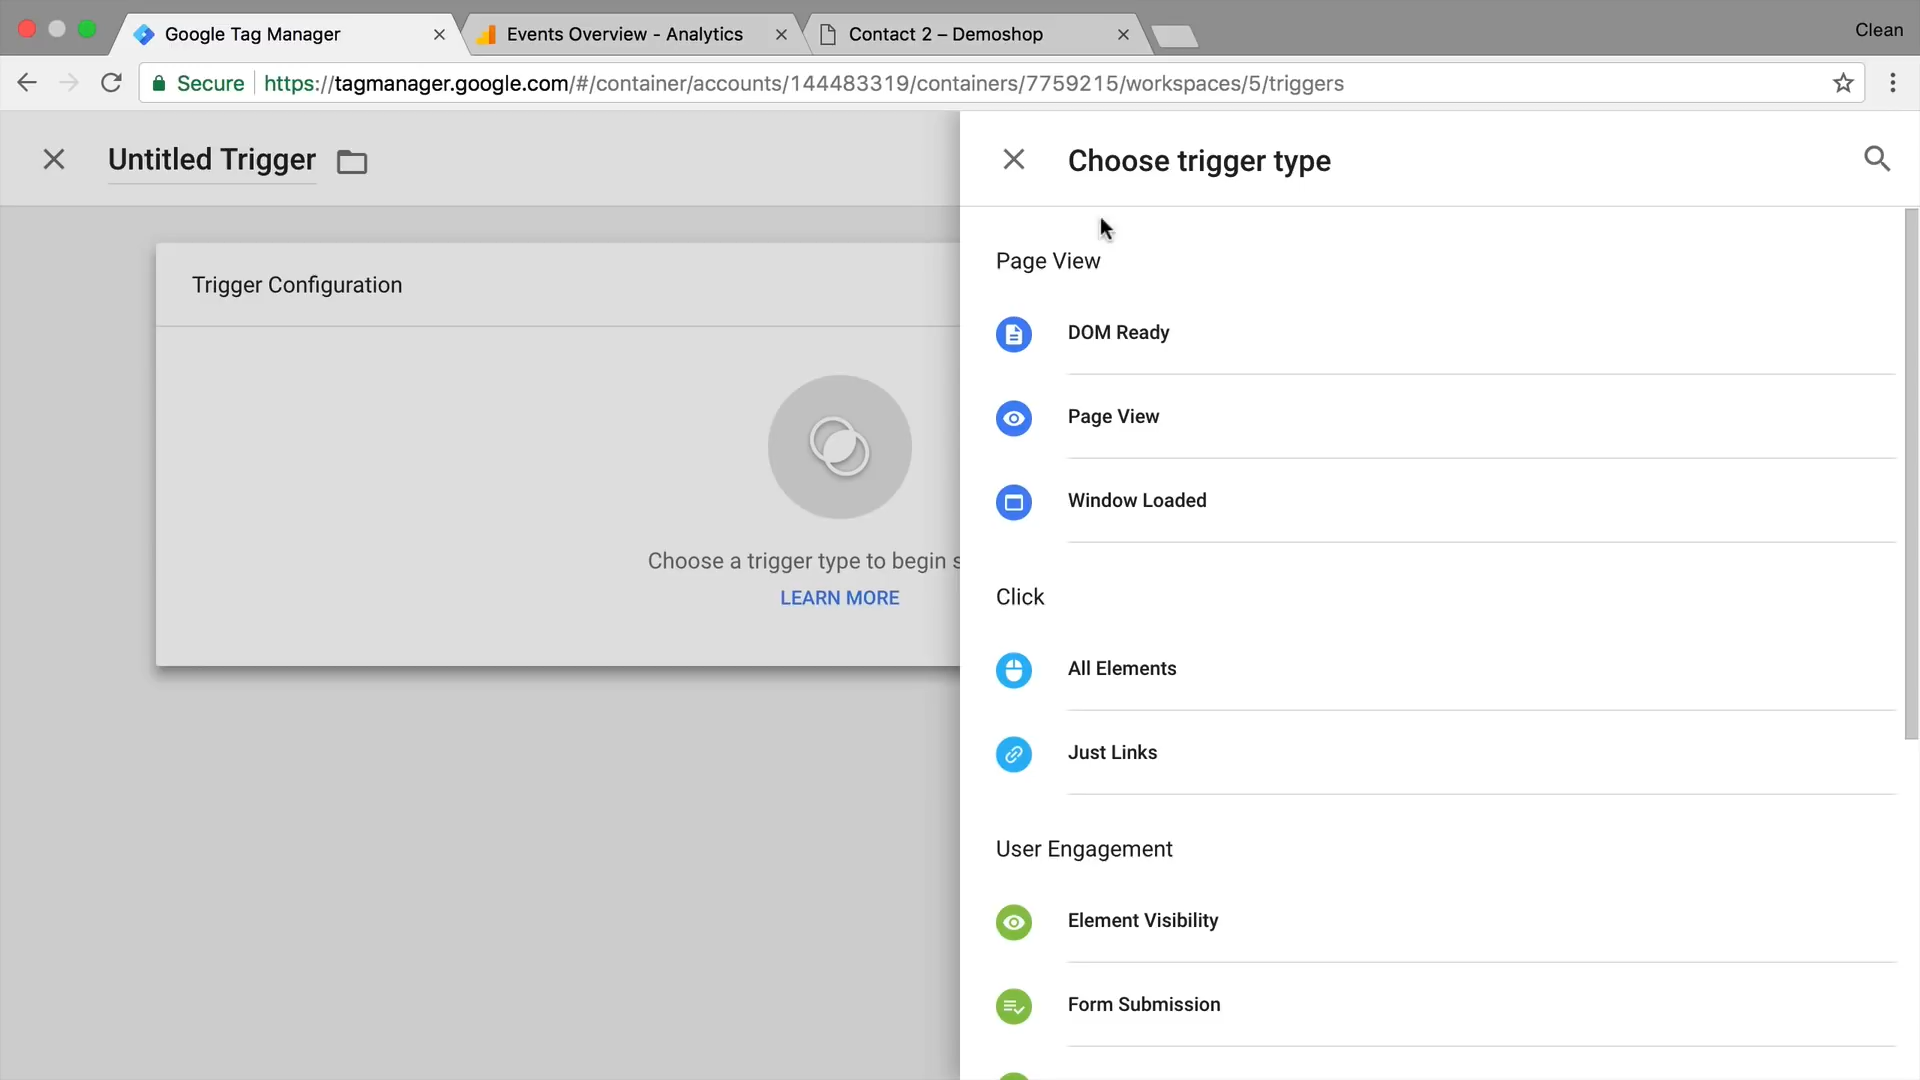 Google Tag Manager
Events Overview - Analytics
Contact 2 – Demoshop
Clean
Secure
https://tagmanager.google.com/#/container/accounts/144483319/containers/7759215/workspaces/5/triggers
Untitled Trigger
Choose trigger type
Trigger Configuration
Choose a trigger type to begin s
LEARN MORE
Page View
DOM Ready
Page View
Window Loaded
Click
All Elements
Just Links
User Engagement
Element Visibility
Form Submission